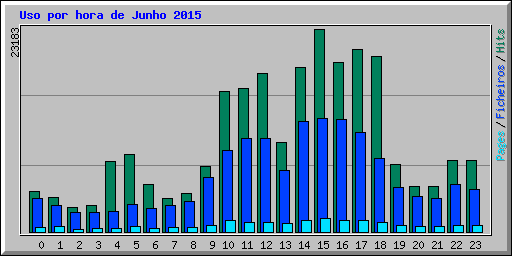 Uso por hora de Junho 2015
23183
Pages / Ficheiros / Hits
0 1 2 3 4 5 6 7 8 9 10 11 12 13 14 15 16 17 18 19 20 21 22 23